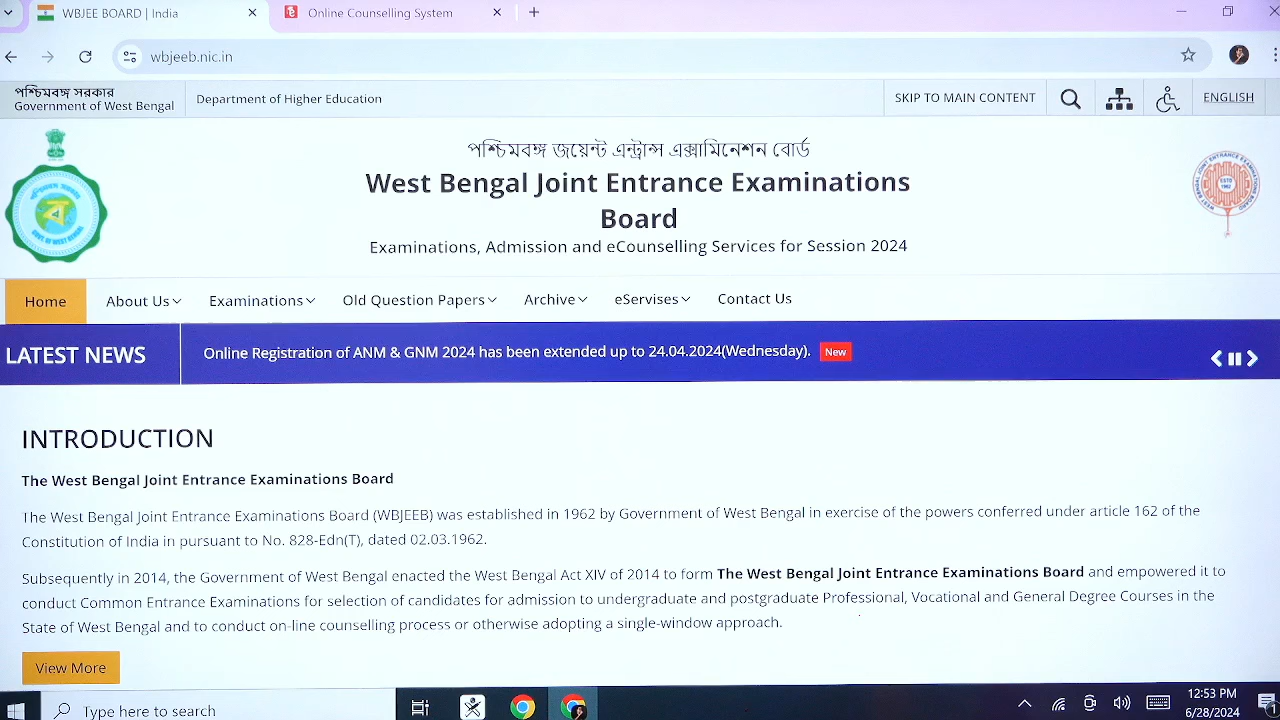 WBJEE BOARD | India
Online Counselling System
wbjeeb.nic.in
পশ্চিমবঙ্গ সরকার
Government of West Bengal
Department of Higher Education
SKIP TO MAIN CONTENT
ENGLISH
পশ্চিমবঙ্গ জয়েন্ট এন্ট্রান্স এক্সামিনেশন বোর্ড
West Bengal Joint Entrance Examinations
Board
Examinations, Admission and eCounselling Services for Session 2024
ESTD
1962
Home
About Us
Examinations
Old Question Papers
Archive
eServises
Contact Us
LATEST NEWS
Online Registration of ANM & GNM 2024 has been extended up to 24.04.2024(Wednesday).
New
INTRODUCTION
The West Bengal Joint Entrance Examinations Board
The West Bengal Joint Entrance Examinations Board (WBJEEB) was established in 1962 by Government of West Bengal in exercise of the powers conferred under article 162 of the
Constitution of India in pursuant to No. 828-Edn(T), dated 02.03.1962.
Subsequently in 2014, the Government of West Bengal enacted the West Bengal Act XIV of 2014 to form The West Bengal Joint Entrance Examinations Board and empowered it to
conduct Common Entrance Examinations for selection of candidates for admission to undergraduate and postgraduate Professional, Vocational and General Degree Courses in the
State of West Bengal and to conduct on-line counselling process or otherwise adopting a single-window approach.
View More
Type here to search
12:53 PM
6/28/2024